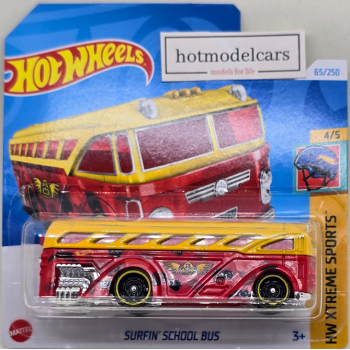 HOT WHEELS
hotmodelcars
models for life
65/250
4/5
HW XTREME SPORTS
MATTEL
SURFIN' SCHOOL BUS
3+